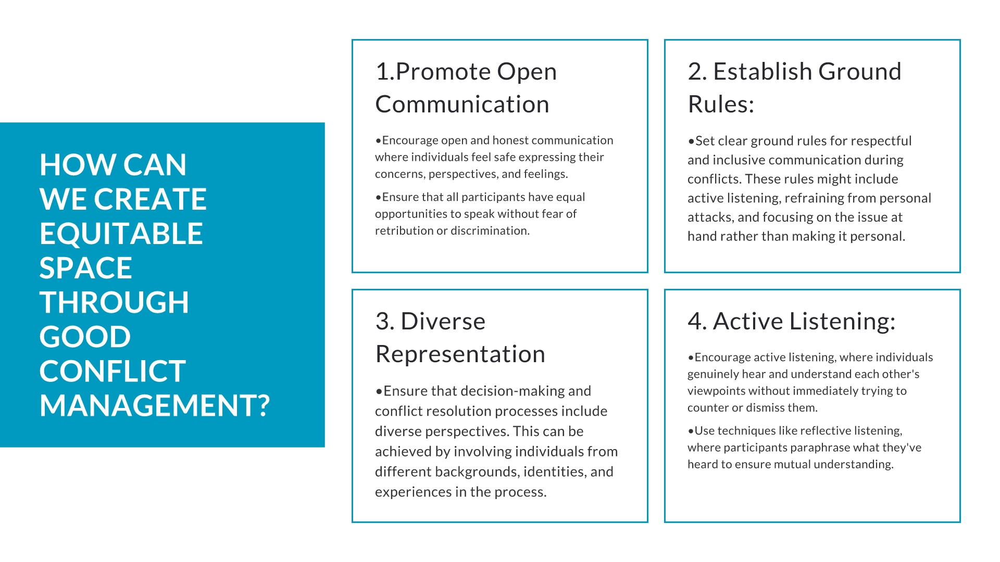 HOW CAN
WE CREATE
EQUITABLE
SPACE
THROUGH
GOOD
CONFLICT
MANAGEMENT?
1.Promote Open
Communication
•Encourage open and honest communication
where individuals feel safe expressing their
concerns, perspectives, and feelings.
•Ensure that all participants have equal
opportunities to speak without fear of
retribution or discrimination.
2. Establish Ground
Rules:
•Set clear ground rules for respectful
and inclusive communication during
conflicts. These rules might include
active listening, refraining from personal
attacks, and focusing on the issue at
hand rather than making it personal.
3. Diverse
Representation
•Ensure that decision-making and
conflict resolution processes include
diverse perspectives. This can be
achieved by involving individuals from
different backgrounds, identities, and
experiences in the process.
4. Active Listening:
•Encourage active listening, where individuals
genuinely hear and understand each other's
viewpoints without immediately trying to
counter or dismiss them.
•Use techniques like reflective listening,
where participants paraphrase what they've
heard to ensure mutual understanding.